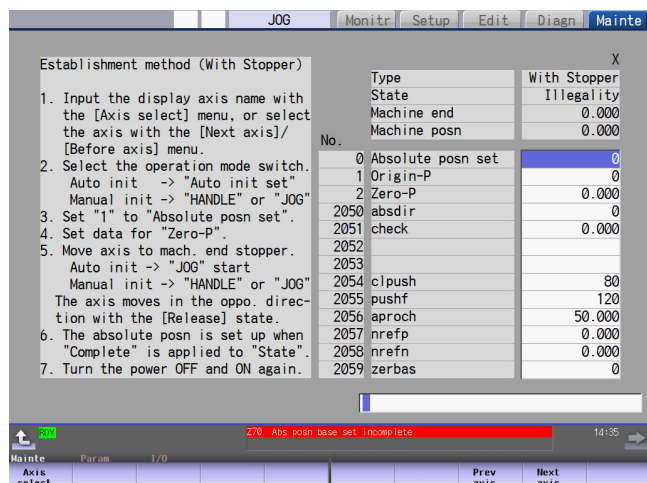 JOG Monitr Setup Edit Diagn Mainte
Establishment method (With Stopper)
1. Input the display axis name with
the [Axis select] menu, or select
the axis with the [Next axis]/
[Before axis] menu.
2. Select the operation mode switch.
Auto init -> "Auto init set"
Manual init -> "HANDLE" or "JOG"
3. Set "1" to "Absolute posn set".
4. Set data for "Zero-P".
5. Move axis to mach. end stopper.
Auto init -> "JOG" start
Manual init -> "HANDLE" or "JOG"
The axis moves in the oppo. direc-
tion with the [Release] state.
6. The absolute posn is set up when
"Complete" is applied to "State".
7. Turn the power OFF and ON again.
X
Type With Stopper
State Illegality
Machine end 0.000
Machine posn 0.000
No.
0 Absolute posn set 0
1 Origin-P 0
2 Zero-P 0.000
2050 absdir 0
2051 check 0.000
2052
2053
2054 clpush 80
2055 pushf 120
2056 aproch 50.000
2057 nrefp 0.000
2058 nrefn 0.000
2059 zerbas 0
RDY Z70 Abs posn base set incomplete 14:35
Mainte Param I/O
Axis select Prev axis Next axis